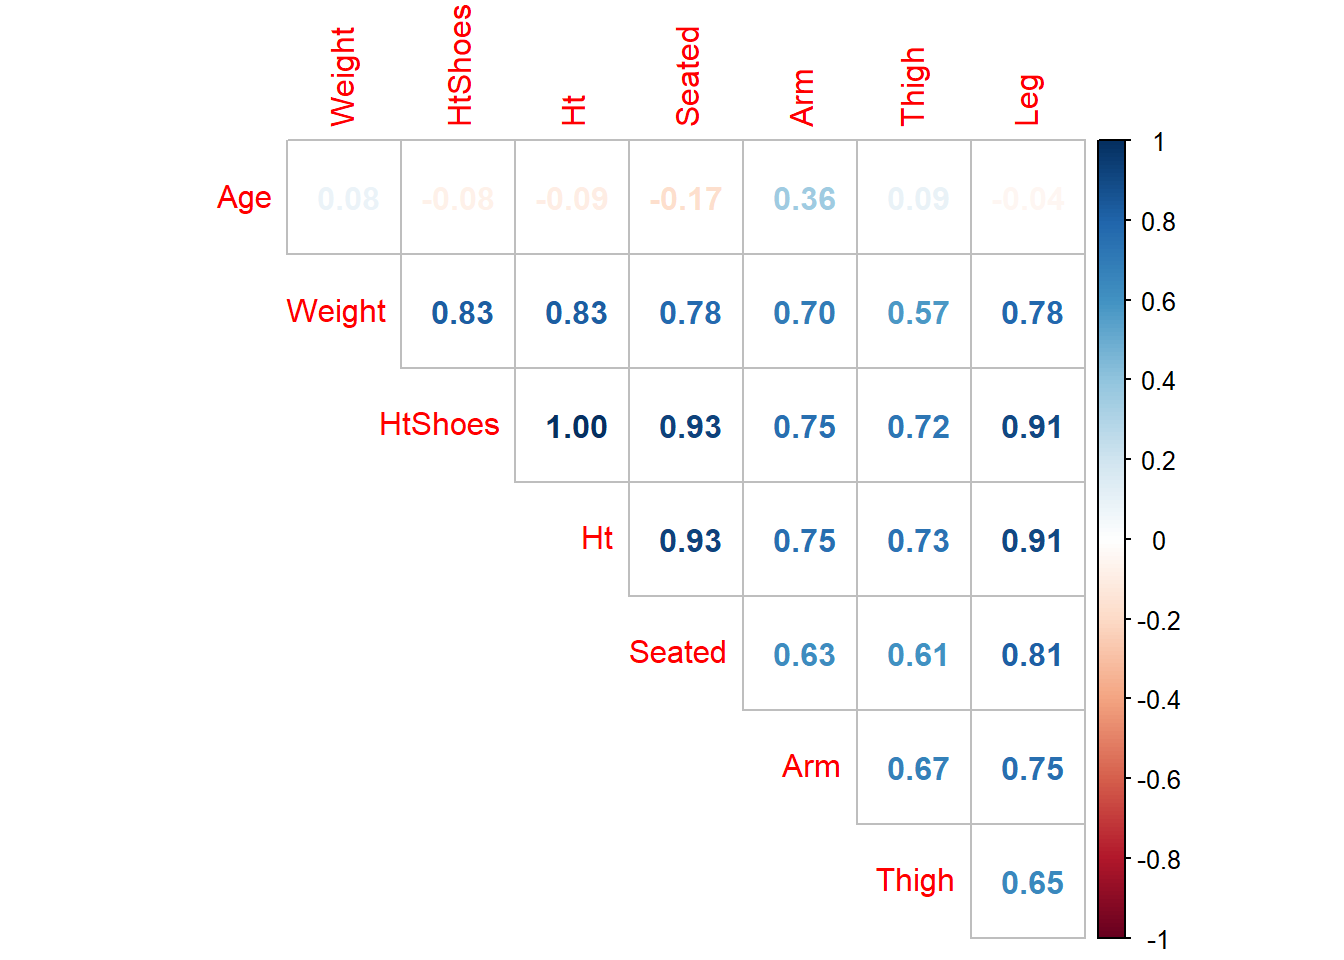 Weight HtShoes Ht Seated Arm Thigh Leg
Age 0.08 -0.08 -0.09 -0.17 0.36 0.09 -0.04
Weight 0.83 0.83 0.78 0.70 0.57 0.78
HtShoes 1.00 0.93 0.75 0.72 0.91
Ht 0.93 0.75 0.73 0.91
Seated 0.63 0.61 0.81
Arm 0.67 0.75
Thigh 0.65
1
0.8
0.6
0.4
0.2
0
-0.2
-0.4
-0.6
-0.8
-1